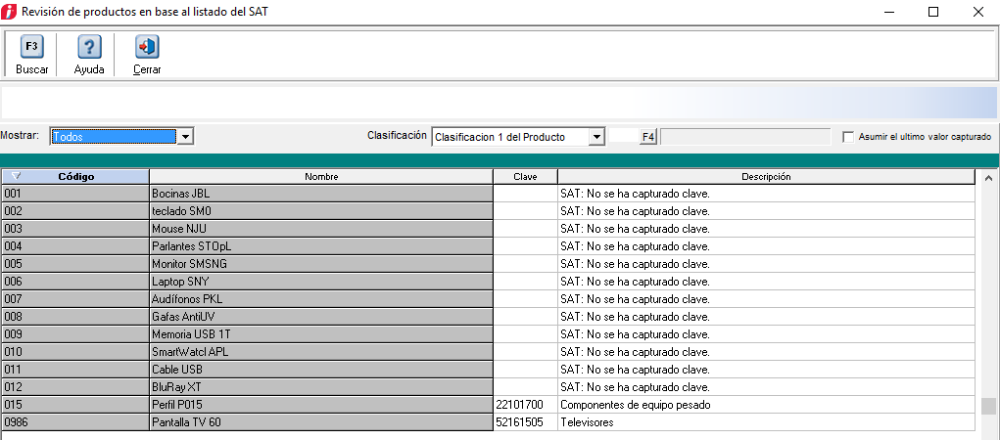 Revisión de productos en base al listado del SAT
F3
?
Buscar Ayuda Cerrar
Mostrar: Todos Clasificación Clasificacion 1 del Producto F4 Asumir el ultimo valor capturado
Código Nombre Clave Descripción
001 Bocinas JBL SAT: No se ha capturado clave.
002 teclado SM0 SAT: No se ha capturado clave.
003 Mouse NJU SAT: No se ha capturado clave.
004 Parlantes STOpL SAT: No se ha capturado clave.
005 Monitor SMSNG SAT: No se ha capturado clave.
006 Laptop SNY SAT: No se ha capturado clave.
007 Audífonos PKL SAT: No se ha capturado clave.
008 Gafas AntiUV SAT: No se ha capturado clave.
009 Memoria USB 1T SAT: No se ha capturado clave.
010 SmartWatcl APL SAT: No se ha capturado clave.
011 Cable USB SAT: No se ha capturado clave.
012 BluRay XT SAT: No se ha capturado clave.
015 Perfil P015 22101700 Componentes de equipo pesado
0986 Pantalla TV 60 52161505 Televisores